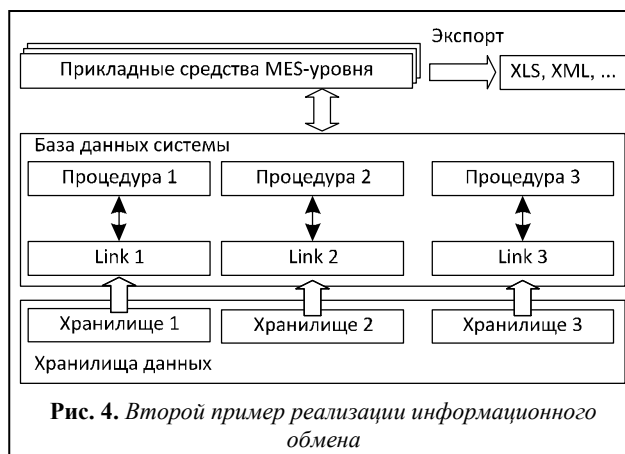 Экспорт
Прикладные средства MES-уровня
XLS, XML, ...
База данных системы
Процедура 1 Процедура 2 Процедура 3
Link 1 Link 2 Link 3
Хранилище 1 Хранилище 2 Хранилище 3
Хранилища данных
Рис. 4. Второй пример реализации информационного
обмена